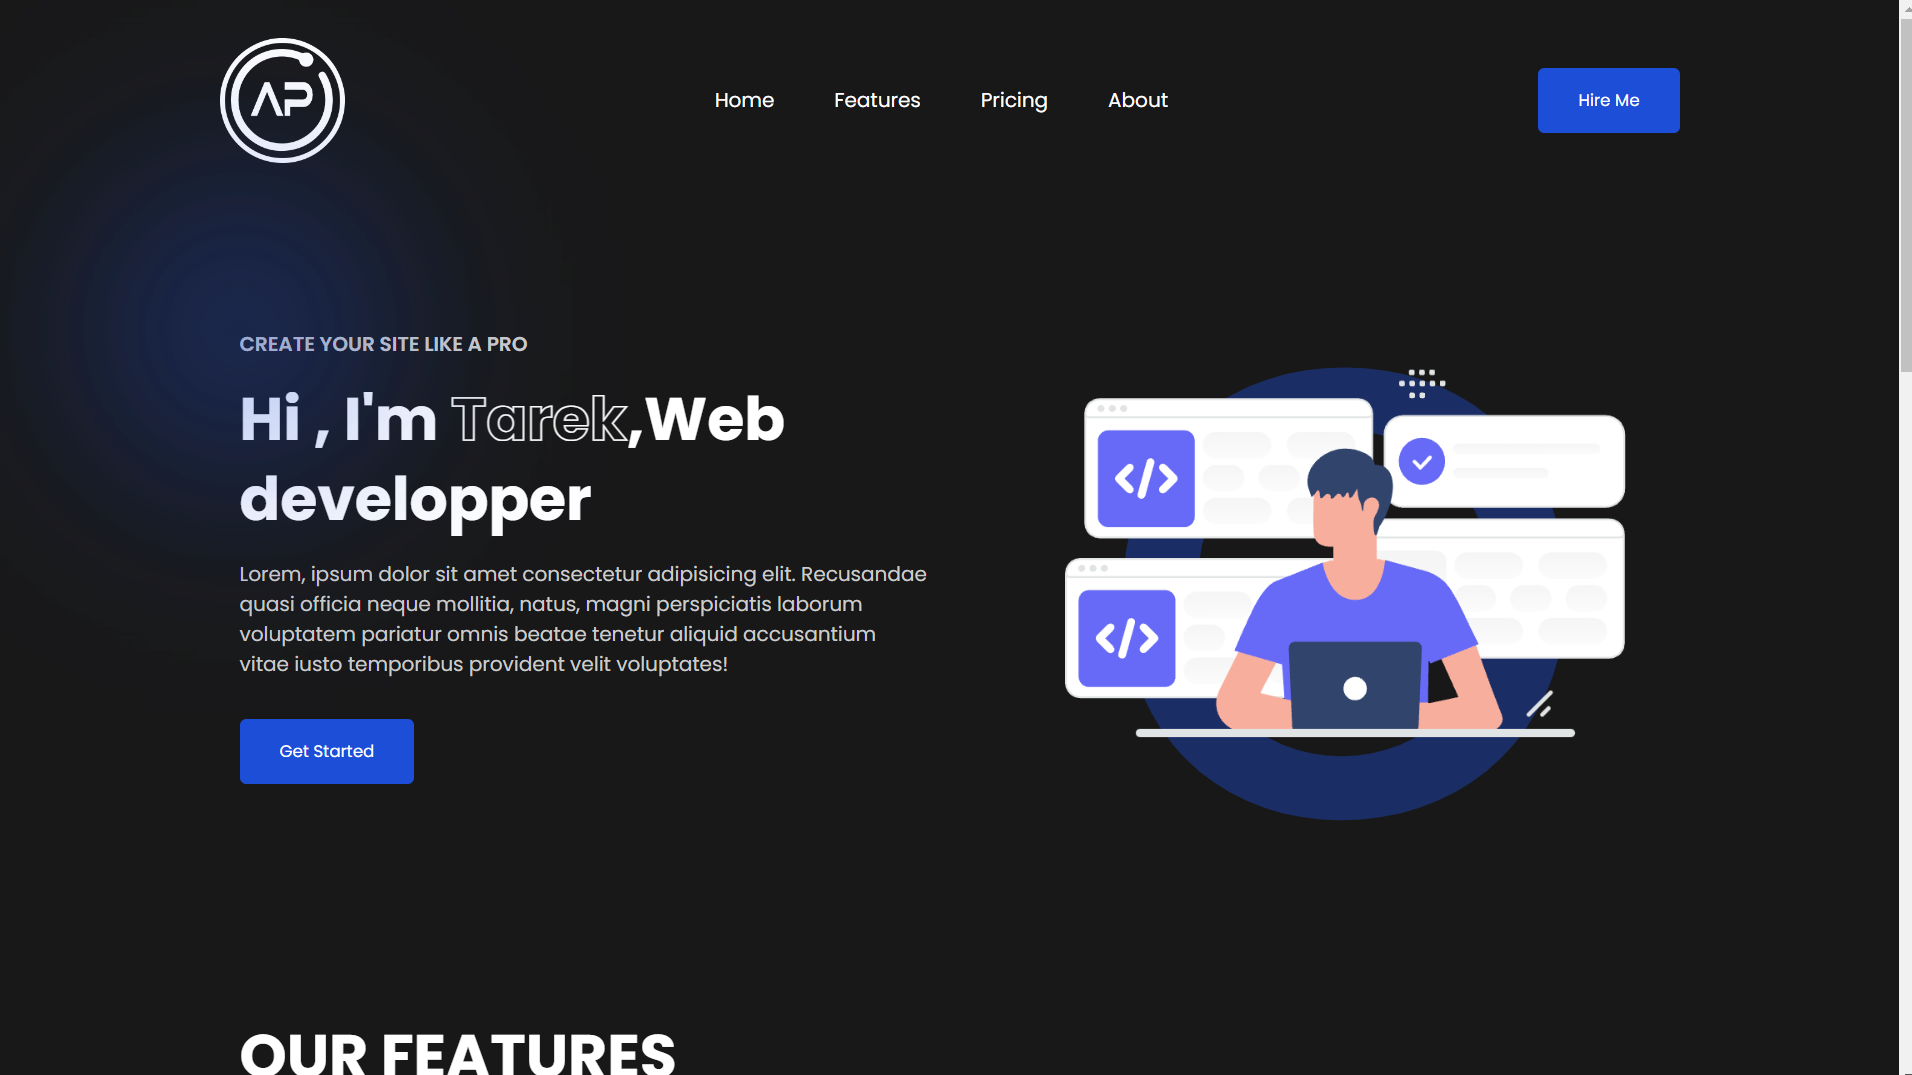 AP
Home Features Pricing About
Hire Me
CREATE YOUR SITE LIKE A PRO
Hi , I'm Tarek,Web
developper
Lorem, ipsum dolor sit amet consectetur adipisicing elit. Recusandae
quasi officia neque mollitia, natus, magni perspiciatis laborum
voluptatem pariatur omnis beatae tenetur aliquid accusantium
vitae iusto temporibus provident velit voluptates!
Get Started
</>
</>
OUR FEATURES